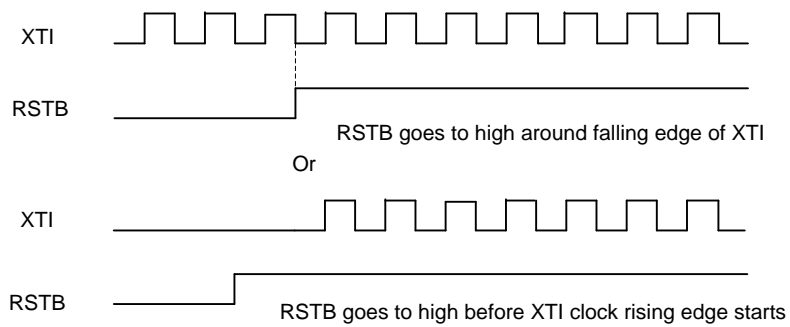 XTI
RSTB
RSTB goes to high around falling edge of XTI
Or
XTI
RSTB
RSTB goes to high before XTI clock rising edge starts